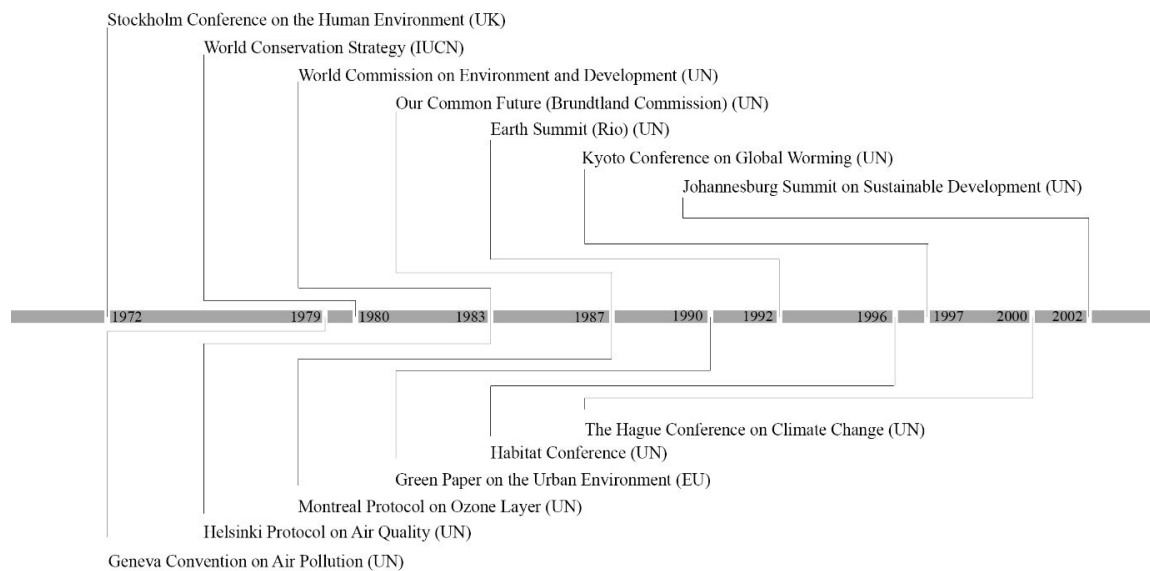 Stockholm Conference on the Human Environment (UK)
World Conservation Strategy (IUCN)
World Commission on Environment and Development (UN)
Our Common Future (Brundtland Commission) (UN)
Earth Summit (Rio) (UN)
Kyoto Conference on Global Worming (UN)
Johannesburg Summit on Sustainable Development (UN)
1972 1979 1980 1983 1987 1990 1992 1996 1997 2000 2002
The Hague Conference on Climate Change (UN)
Habitat Conference (UN)
Green Paper on the Urban Environment (EU)
Montreal Protocol on Ozone Layer (UN)
Helsinki Protocol on Air Quality (UN)
Geneva Convention on Air Pollution (UN)